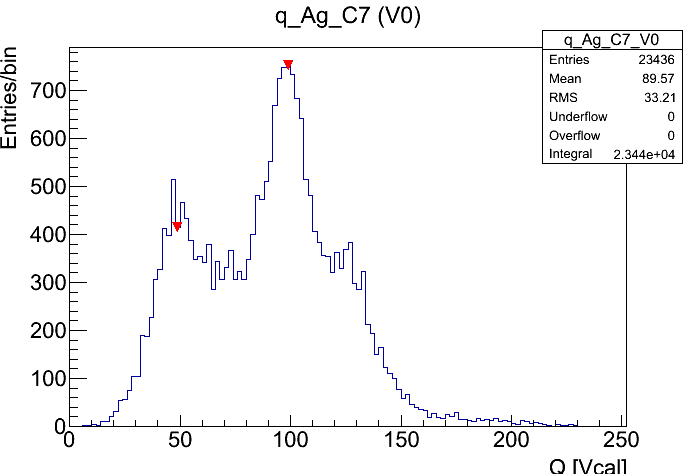 q_Ag_C7 (V0)
q_Ag_C7_V0
Entries 23436
Mean 89.57
RMS 33.21
Underflow 0
Overflow 0
Integral 2.344e+04
Entries/bin
700
600
500
400
300
200
100
0
0 50 100 150 200 250
Q [Vcal]